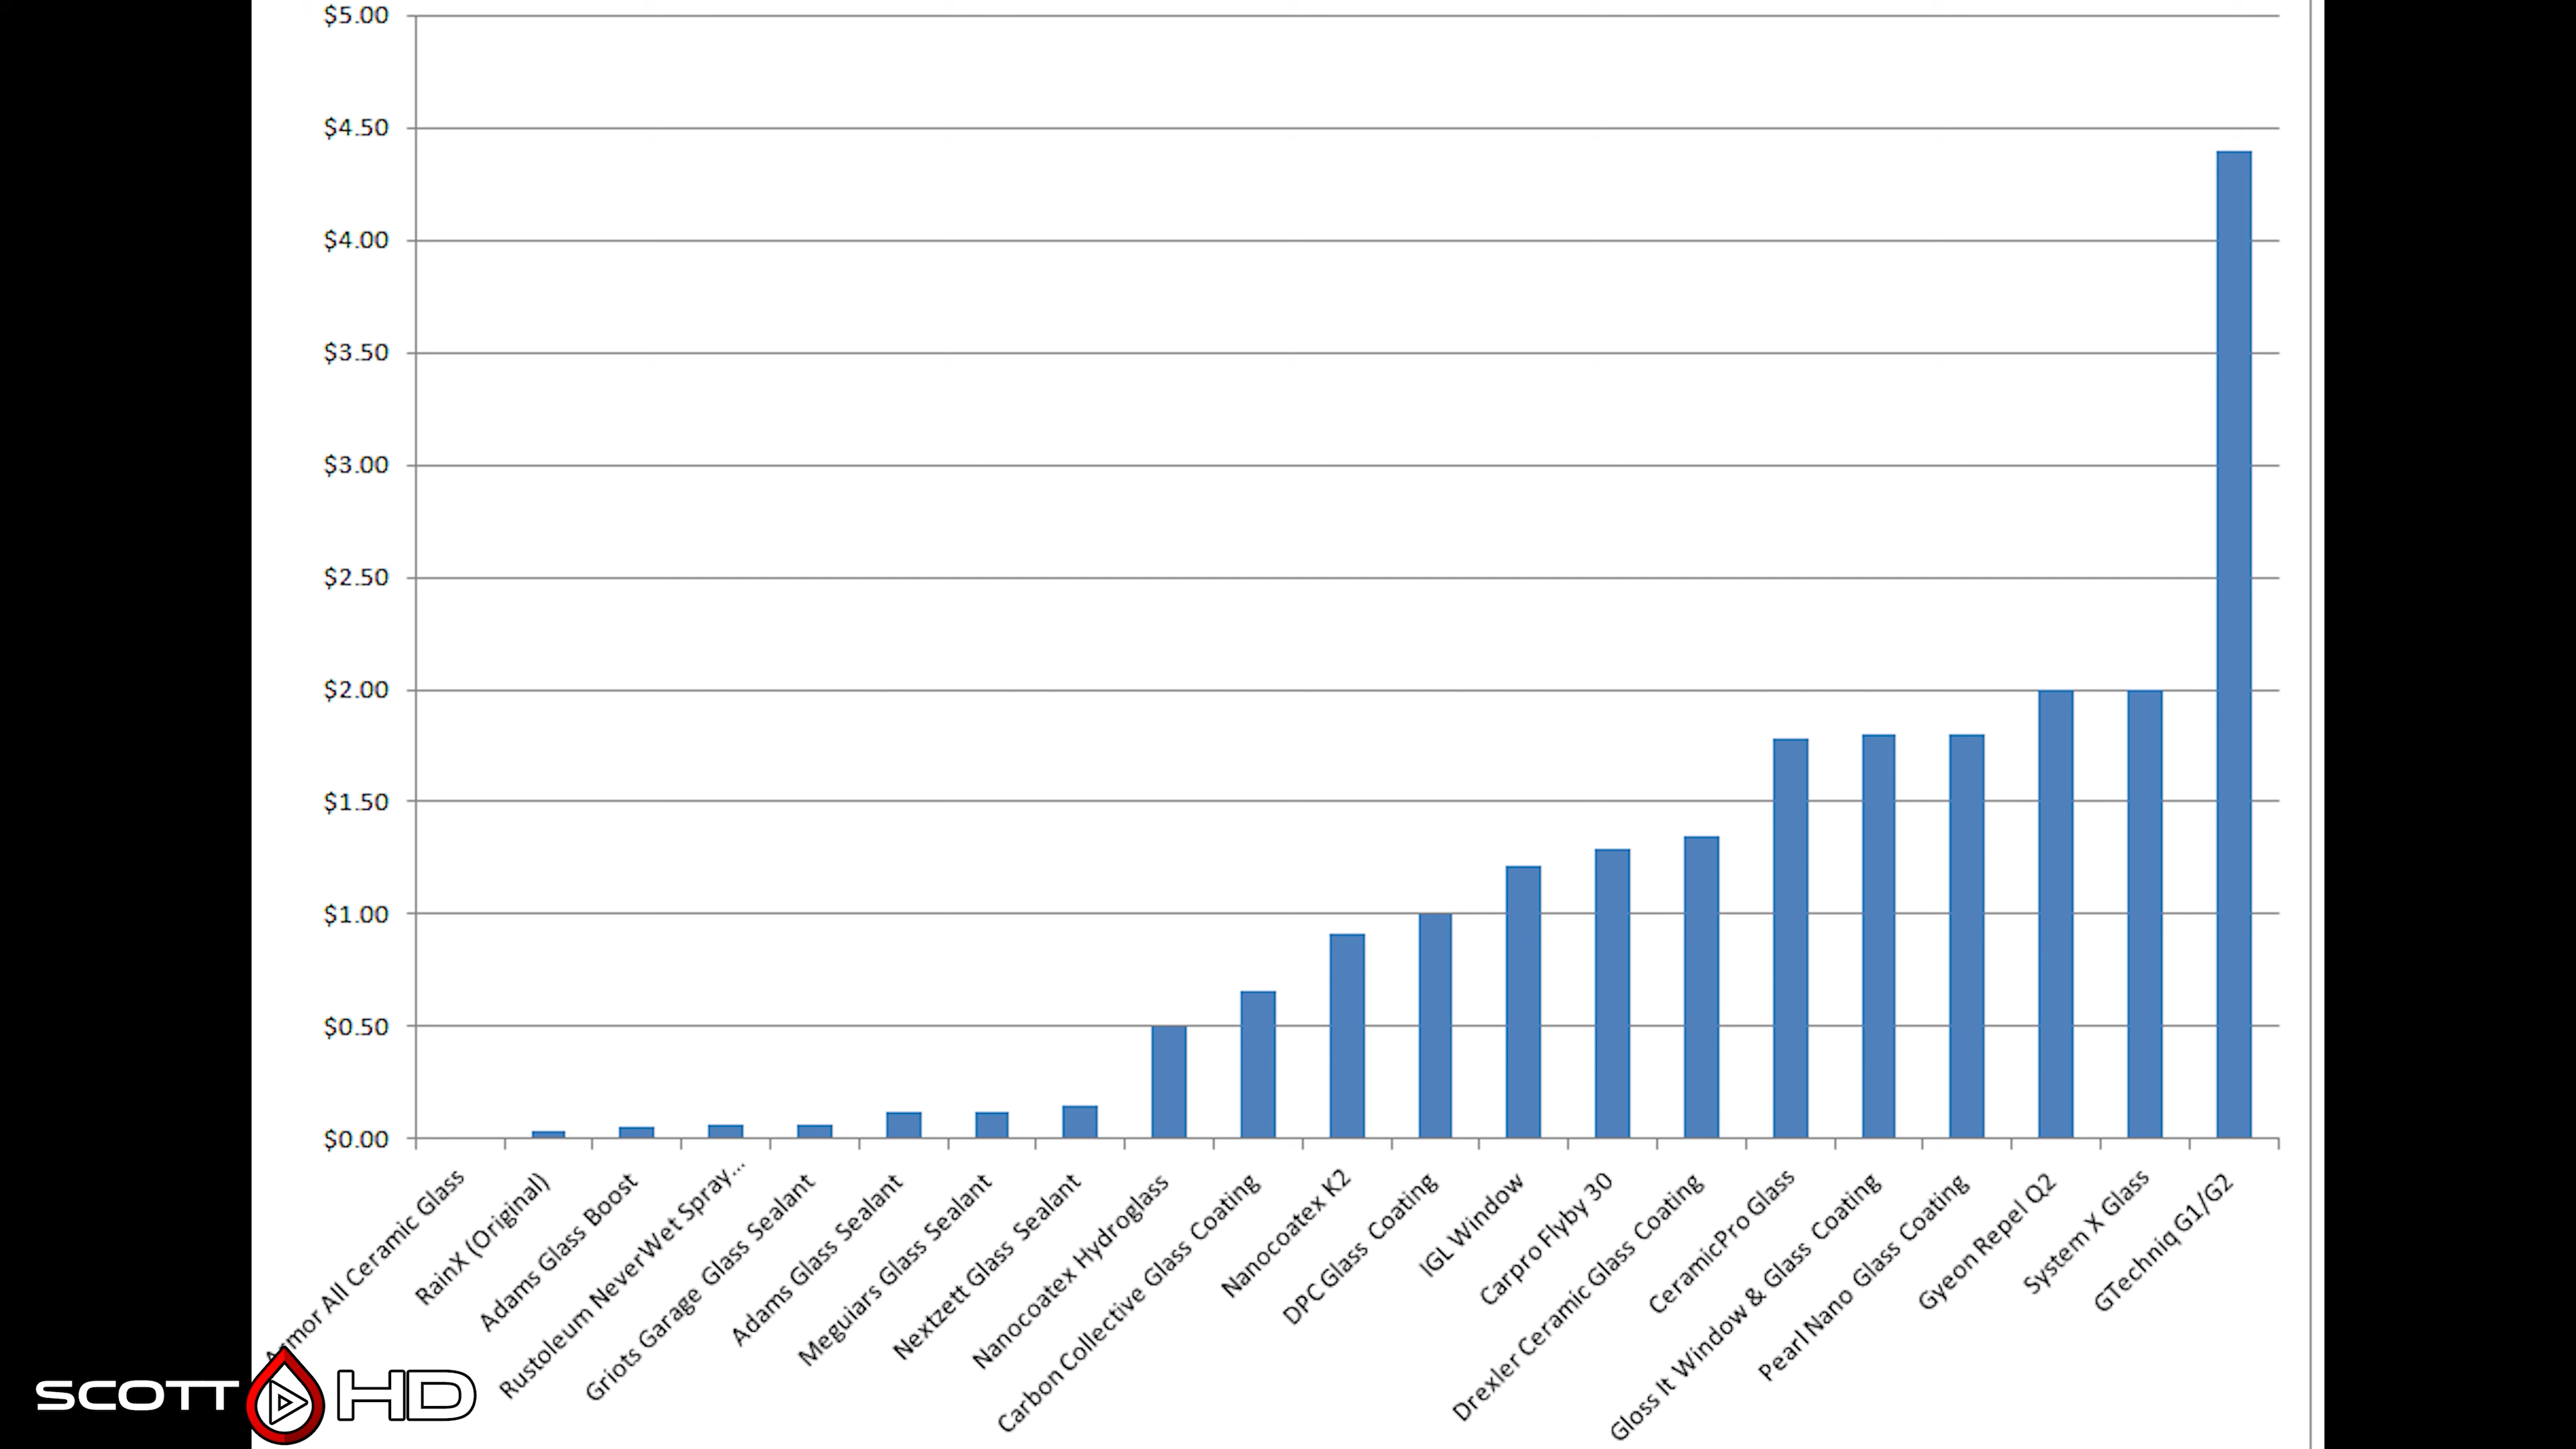 $5.00
$4.50
$4.00
$3.50
$3.00
$2.50
$2.00
$1.50
$1.00
$0.50
$0.00
Armor All Ceramic Glass
RainX (Original)
Adams Glass Boost
Rustoleum NeverWet Spray...
Griots Garage Glass Sealant
Adams Glass Sealant
Meguiars Glass Sealant
Nextzett Glass Sealant
Nanocoatex Hydroglass
Carbon Collective Glass Coating
Nanocoatex K2
DPC Glass Coating
IGL Window
Carpro Flyby 30
Drexler Ceramic Glass Coating
CeramicPro Glass
Gloss It Window & Glass Coating
Pearl Nano Glass Coating
Gyeon Repel Q2
System X Glass
GTechniq G1/G2
SCOTT HD